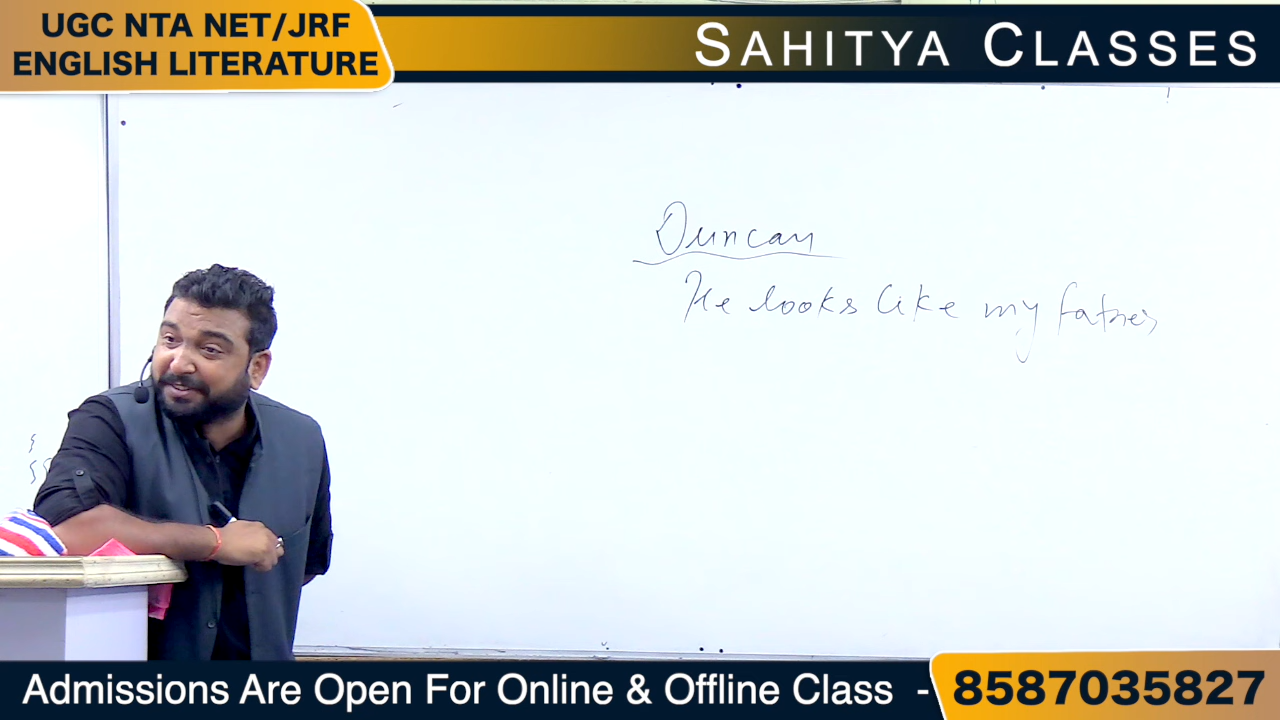 UGC NTA NET/JRF
ENGLISH LITERATURE
SAHITYA CLASSES
Duncan
He looks like my father
Admissions Are Open For Online & Offline Class - 8587035827